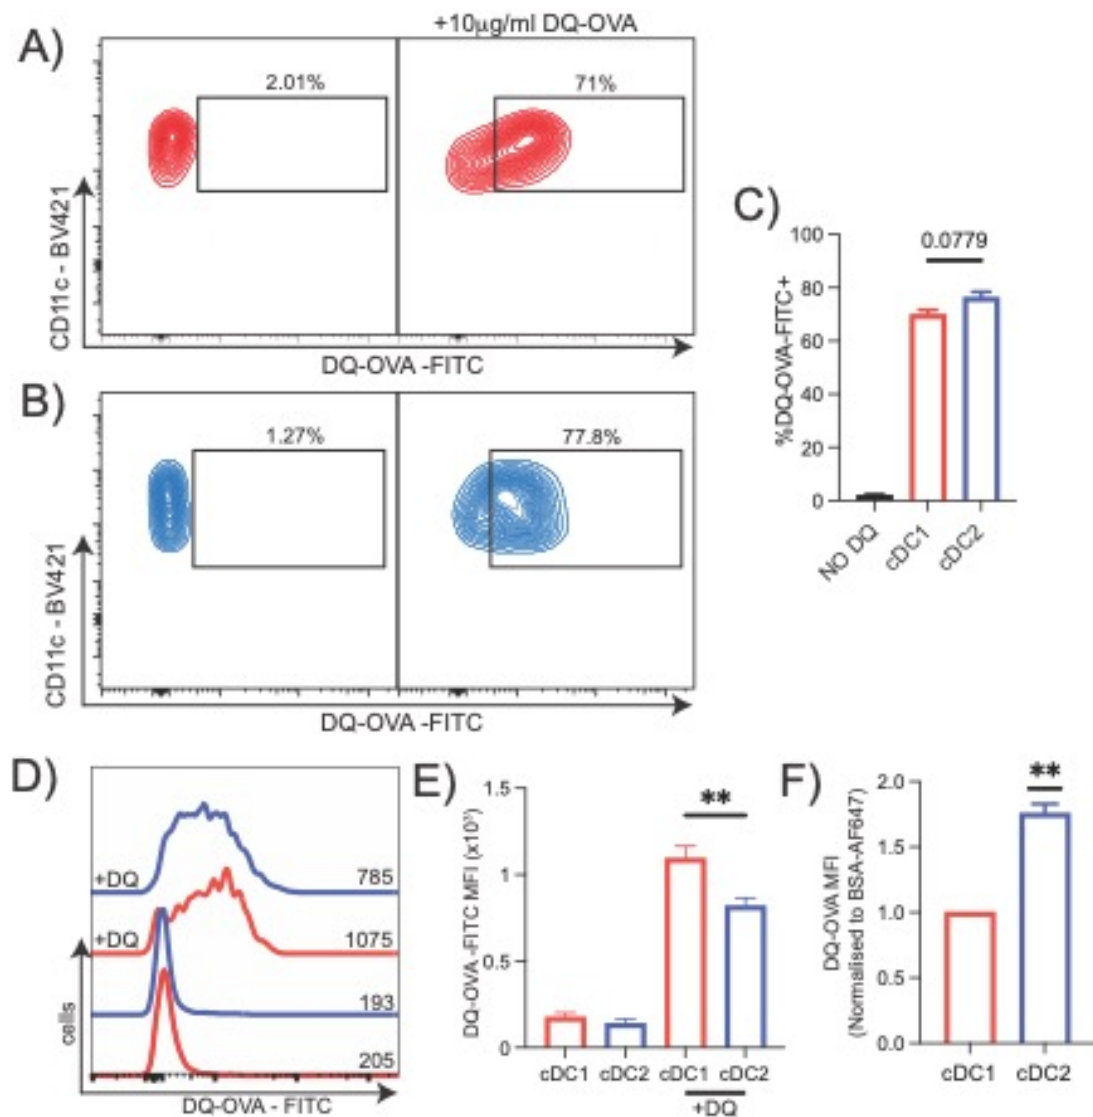 A)
+10µg/ml DQ-OVA
2.01%
71%
CD11c - BV421
DQ-OVA -FITC
B)
1.27%
77.8%
CD11c - BV421
DQ-OVA -FITC
C)
0.0779
%DQ-OVA-FITC+
100
80
60
40
20
0
NO DQ
cDC1
cDC2
D)
+DQ
785
+DQ
1075
193
205
cells
DQ-OVA - FITC
E)
**
DQ-OVA -FITC MFI (x10³)
1.5
1
0.5
0
cDC1 cDC2 cDC1 cDC2
+DQ
F)
**
DQ-OVA MFI
(Normalised to BSA-AF647)
2.0
1.5
1.0
0.5
0.0
cDC1 cDC2